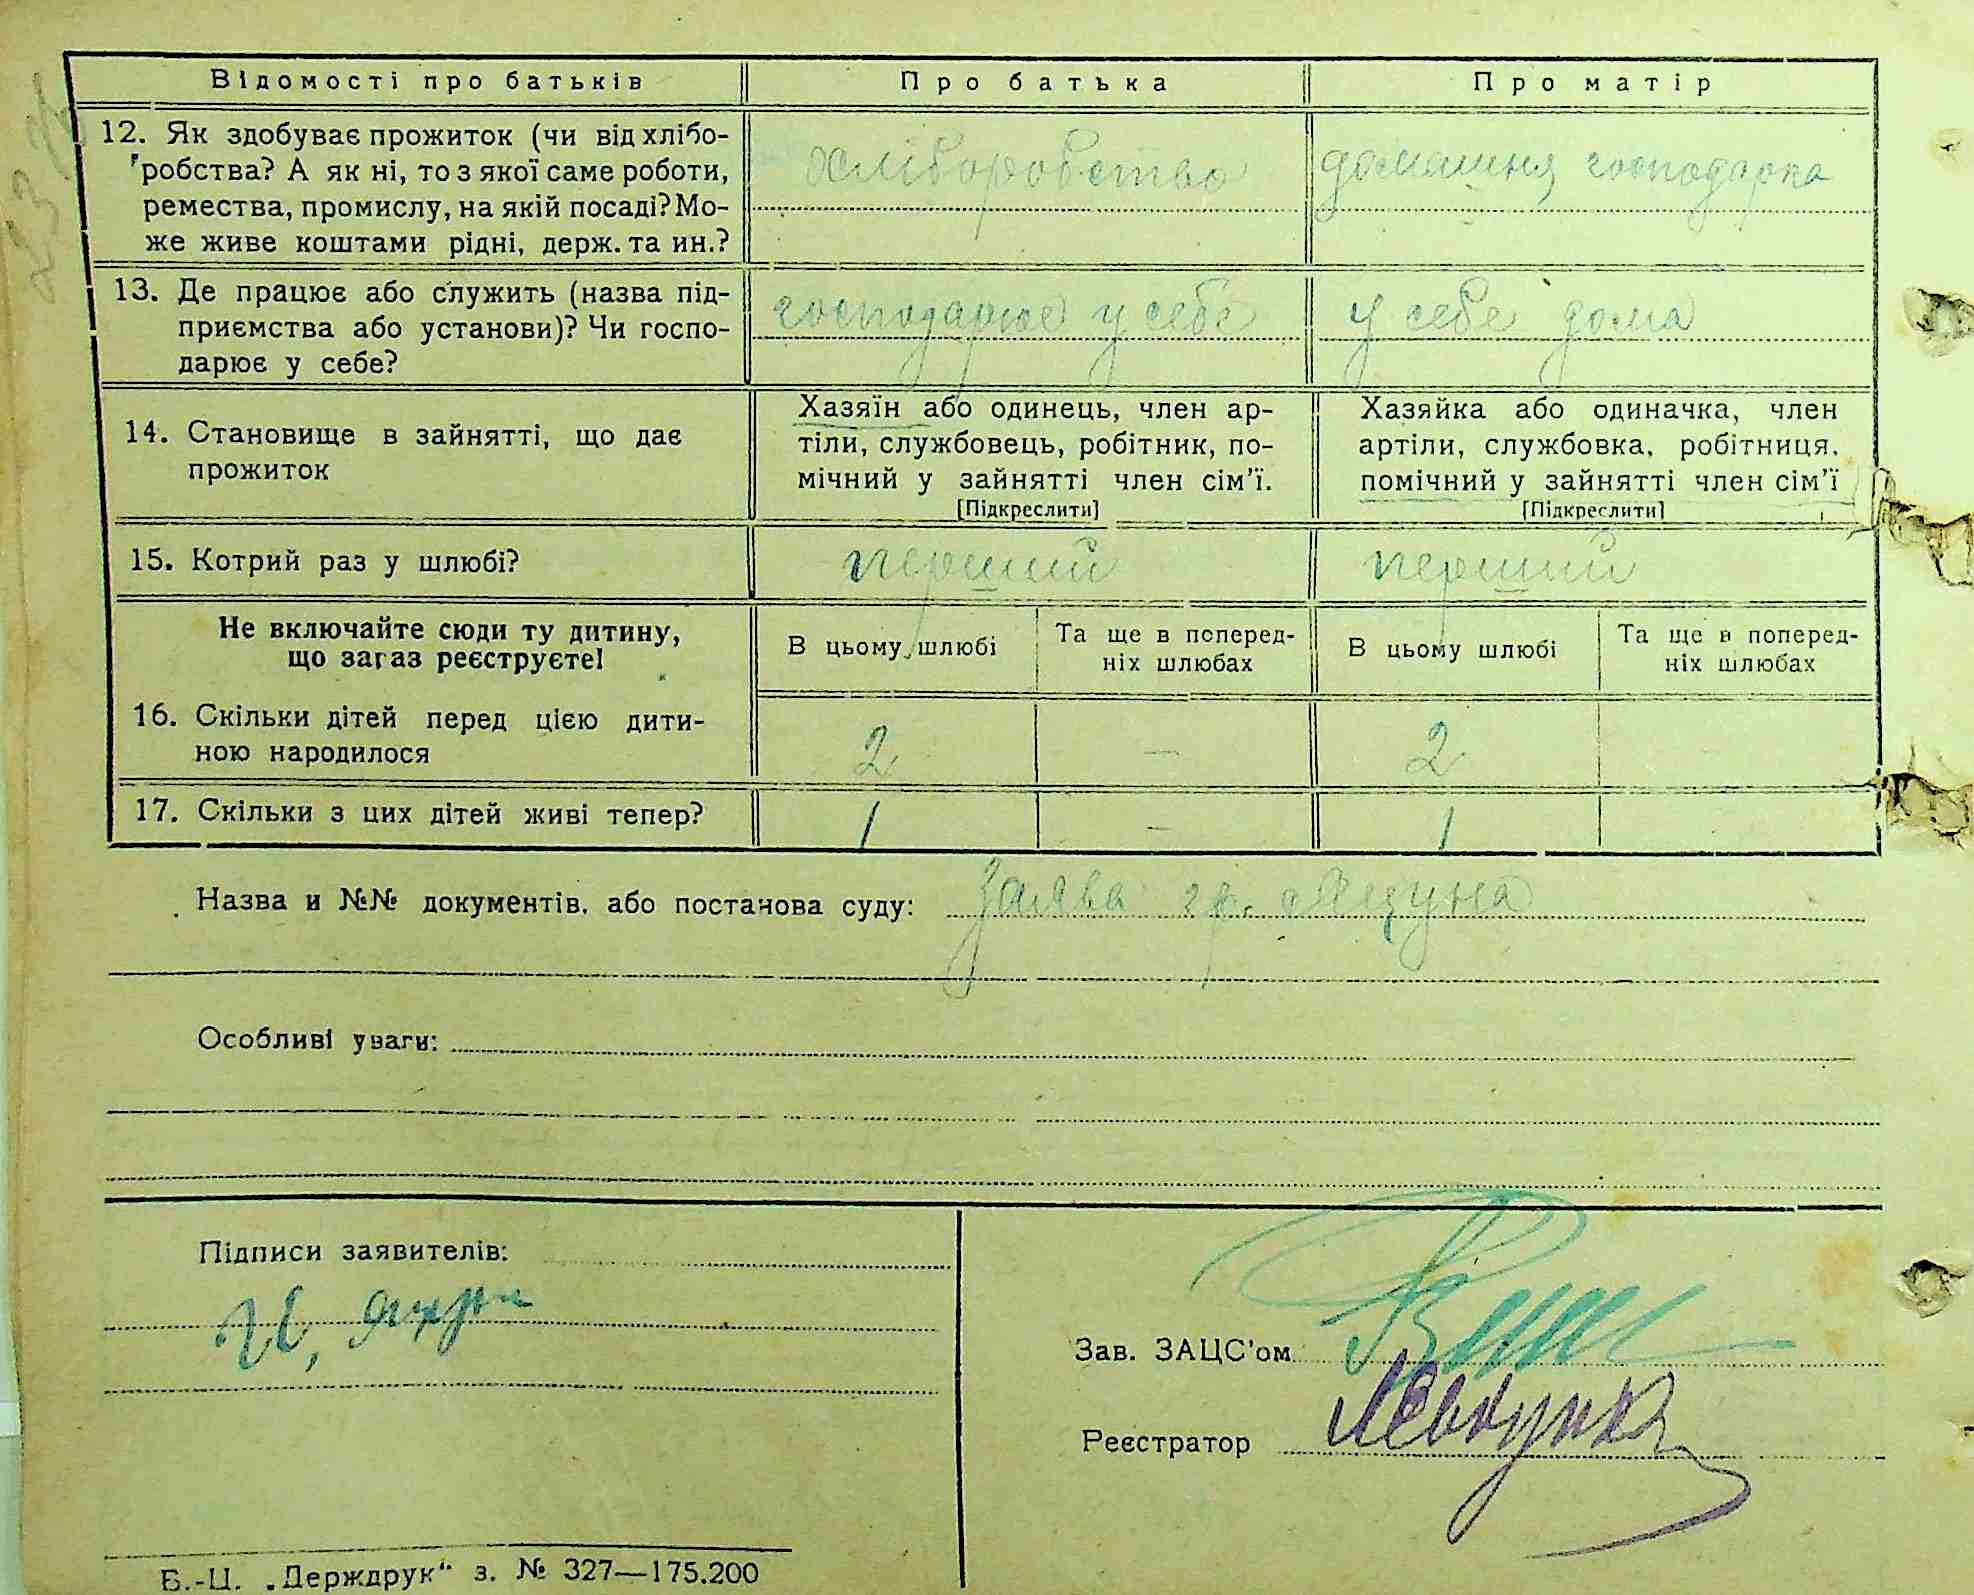 Відомості про батьків Про батька Про матір
12. Як здобуває прожиток (чи від хлібо- хліборобство домашня господарка
робства? А як ні, то з якої саме роботи,
ремества, промислу, на якій посаді? Мо-
же живе коштами рідні, держ. та ин.?
13. Де працює або служить (назва під- господарює у себе у себе дома
приємства або установи)? Чи госпо-
дарює у себе?
14. Становище в зайнятті, що дає
прожиток
Хазяїн або одинець, член ар-
тіли, службовець, робітник, по-
мічний у зайнятті член сім'ї.
[Підкреслити]
Хазяйка або одиначка, член
артіли, службовка, робітниця.
помічний у зайнятті член сім'ї
[Підкреслити]
15. Котрий раз у шлюбі? перший перший
Не включайте сюди ту дитину,
що зараз реєструєте!
В цьому шлюбі
Та ще в поперед-
ніх шлюбах
В цьому шлюбі
Та ще в поперед-
ніх шлюбах
16. Скільки дітей перед цією дити-
ною народилося 2 — 2
17. Скільки з цих дітей живі тепер? 1 — 1
Назва и №№ документів, або постанова суду: Заява гр. Яцуна
Особливі уваги:
Підписи заявителів:
Зав. ЗАЦС'ом
Реєстратор
Б.-Ц. „Держдрук" з. № 327—175.200